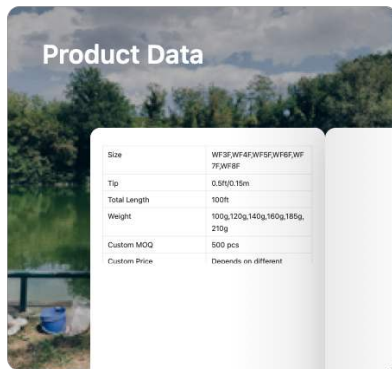 Product Data
Size WF3F,WF4F,WF5F,WF6F,WF
7F,WF8F
Tip 0.5ft/0.15m
Total Length 100ft
Weight 100g,120g,140g,160g,185g,
210g
Custom MOQ 500 pcs
Custom Price Depends on different